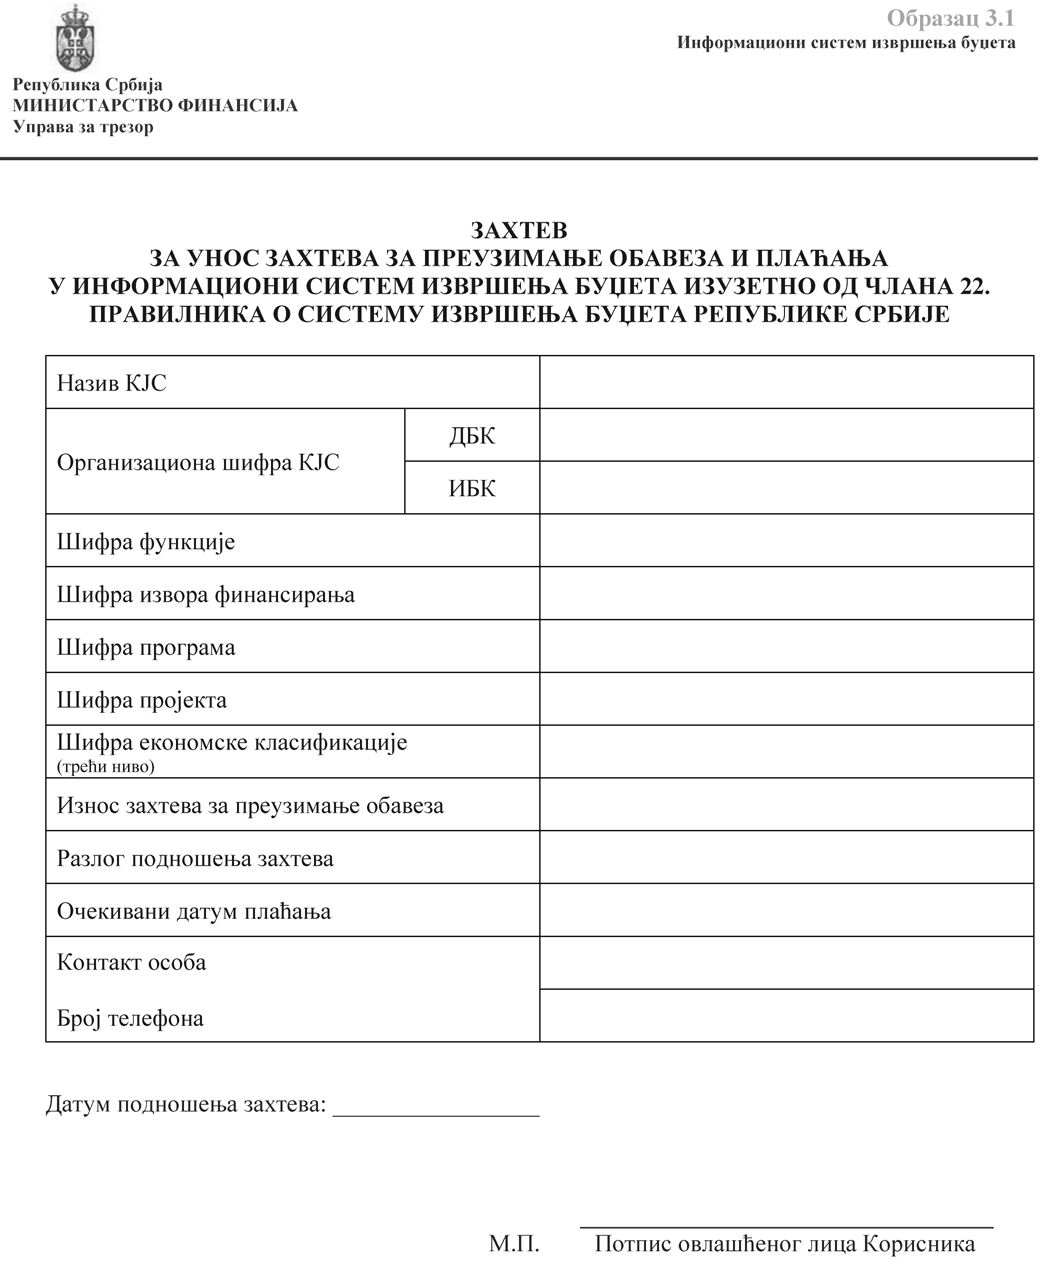 Образац 3.1
Информациони систем извршења буџета
Република Србија
МИНИСТАРСТВО ФИНАНСИЈА
Управа за трезор
ЗАХТЕВ
ЗА УНОС ЗАХТЕВА ЗА ПРЕУЗИМАЊЕ ОБАВЕЗА И ПЛАЋАЊА
У ИНФОРМАЦИОНИ СИСТЕМ ИЗВРШЕЊА БУЏЕТА ИЗУЗЕТНО ОД ЧЛАНА 22.
ПРАВИЛНИКА О СИСТЕМУ ИЗВРШЕЊА БУЏЕТА РЕПУБЛИКЕ СРБИЈЕ
Назив КЈС
Организациона шифра КЈС
ДБК
ИБК
Шифра функције
Шифра извора финансирања
Шифра програма
Шифра пројекта
Шифра економске класификације
(трећи ниво)
Износ захтева за преузимање обавеза
Разлог подношења захтева
Очекивани датум плаћања
Контакт особа
Број телефона
Датум подношења захтева: _________________
М.П.
Потпис овлашћеног лица Корисника